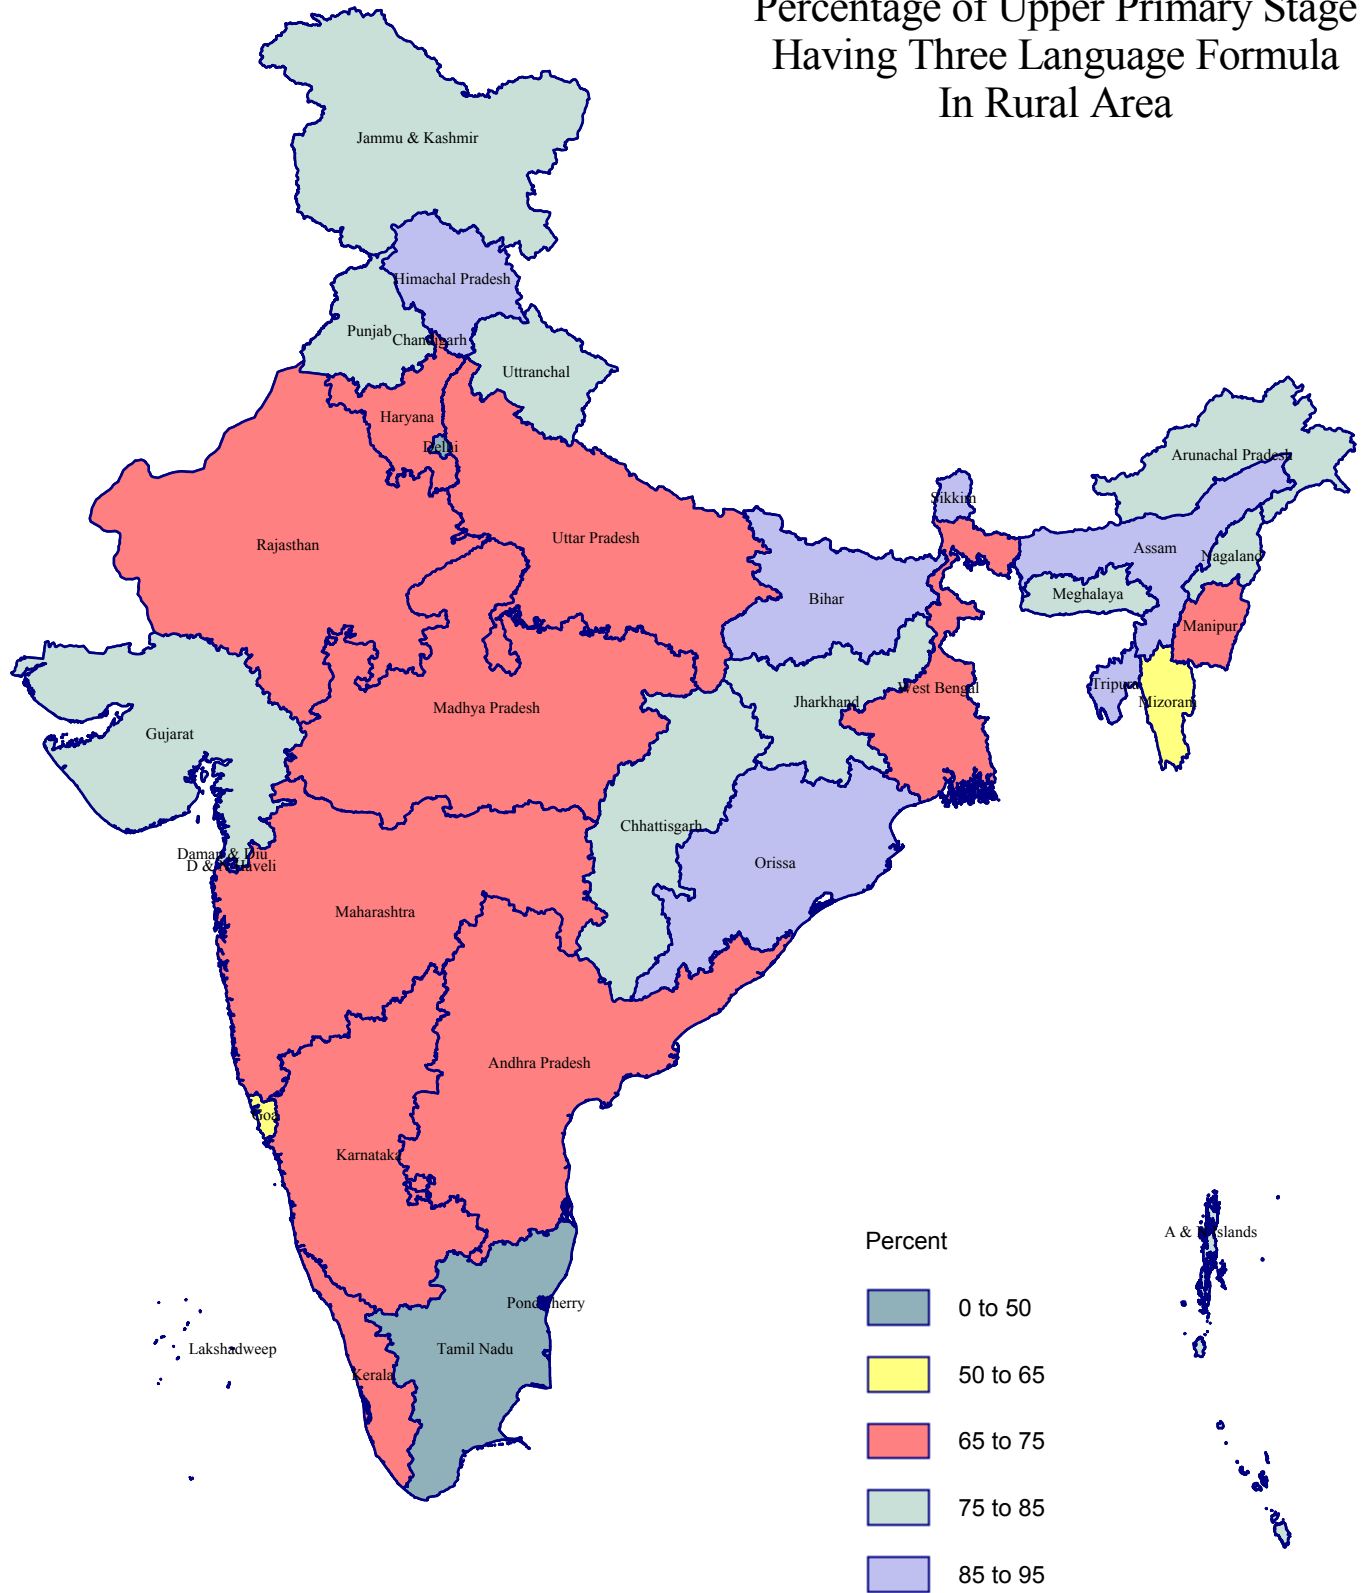 Percentage of Upper Primary Stage
Having Three Language Formula
In Rural Area
Jammu & Kashmir
Himachal Pradesh
Punjab
Chandigarh
Uttranchal
Haryana
Delhi
Arunachal Pradesh
Sikkim
Rajasthan
Uttar Pradesh
Assam
Nagaland
Bihar
Meghalaya
Manipur
Tripura
West Bengal
Jharkhand
Mizoram
Madhya Pradesh
Gujarat
Chhattisgarh
Daman & Diu
D & N Haveli
Orissa
Maharashtra
Andhra Pradesh
Goa
Karnataka
A & N Islands
Percent
Pondicherry
0 to 50
Lakshadweep
Tamil Nadu
Kerala
50 to 65
65 to 75
75 to 85
85 to 95